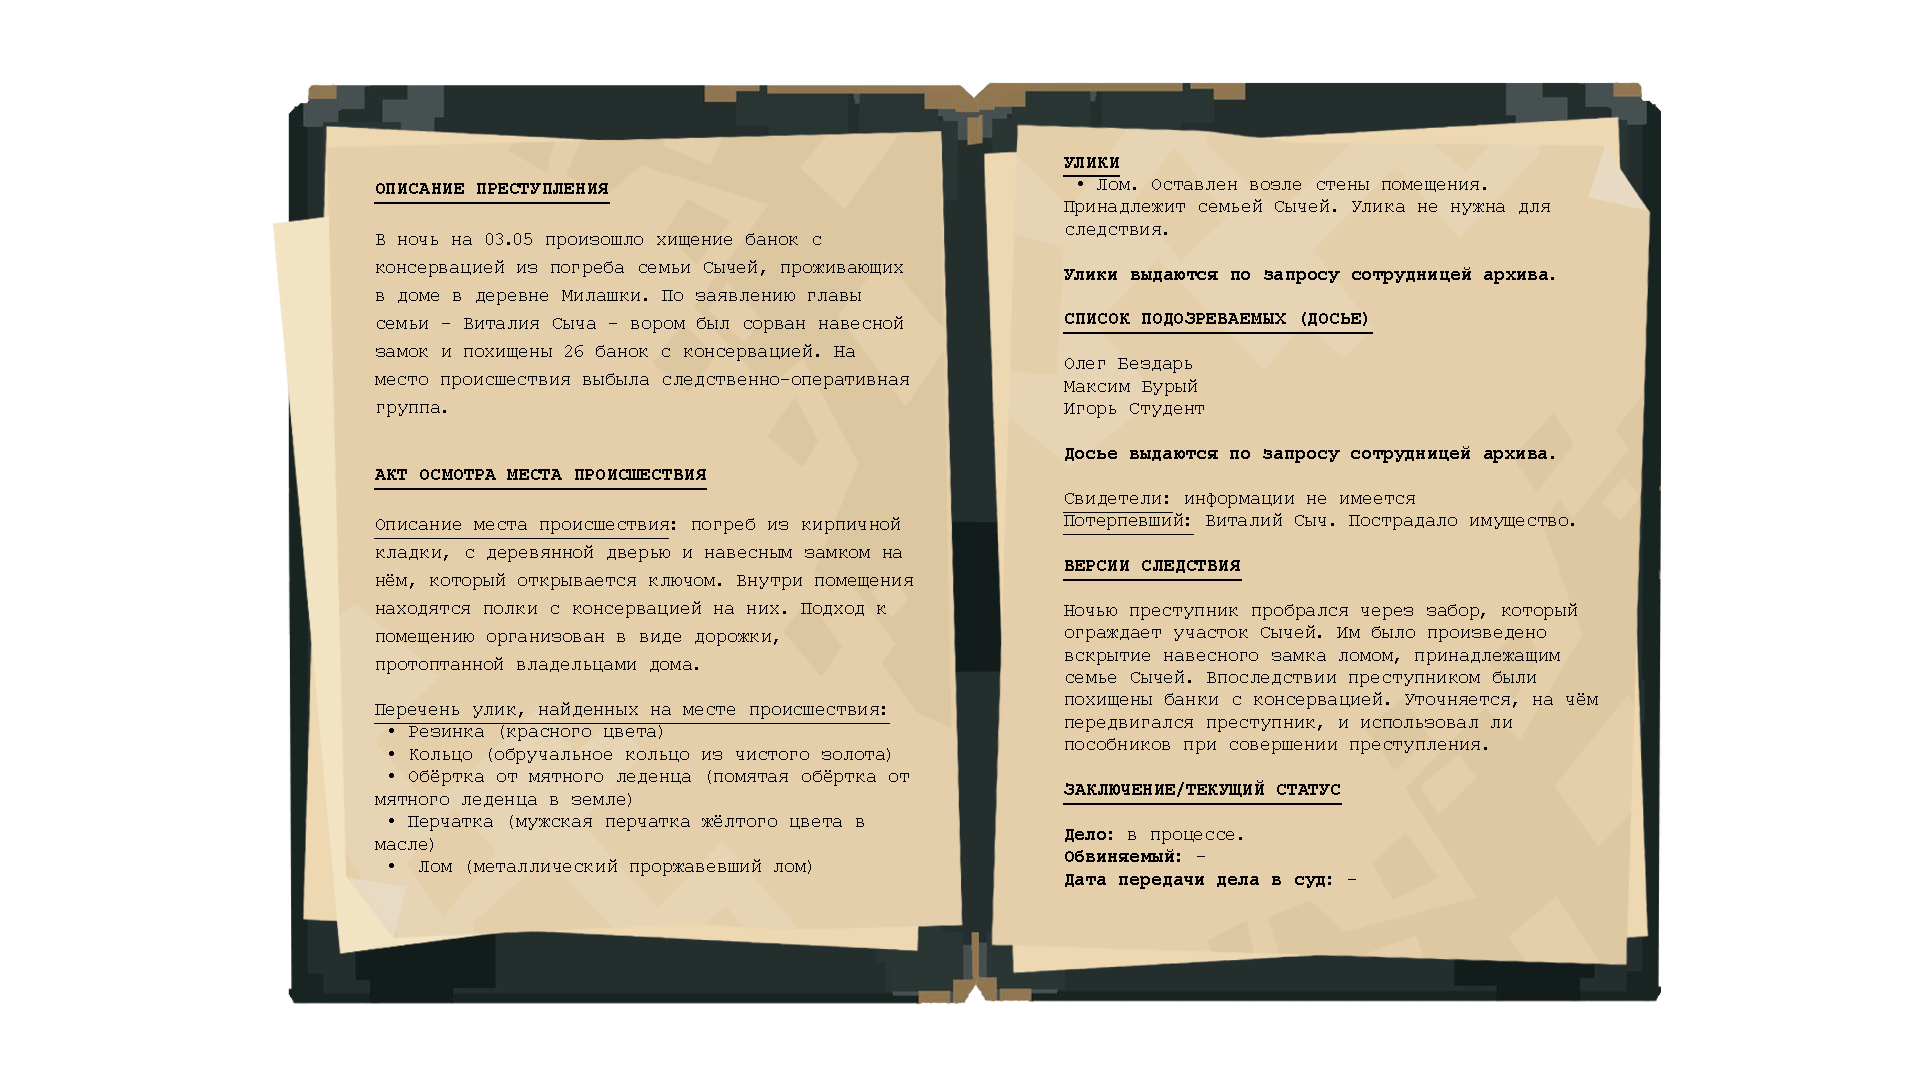 ОПИСАНИЕ ПРЕСТУПЛЕНИЯ
В ночь на 03.05 произошло хищение банок с
консервацией из погреба семьи Сычей, проживающих
в доме в деревне Милашки. По заявлению главы
семьи – Виталия Сыча – вором был сорван навесной
замок и похищены 26 банок с консервацией. На
место происшествия выбыла следственно-оперативная
группа.
АКТ ОСМОТРА МЕСТА ПРОИСШЕСТВИЯ
Описание места происшествия: погреб из кирпичной
кладки, с деревянной дверью и навесным замком на
нём, который открывается ключом. Внутри помещения
находятся полки с консервацией на них. Подход к
помещению организован в виде дорожки,
протоптанной владельцами дома.
Перечень улик, найденных на месте происшествия:
• Резинка (красного цвета)
• Кольцо (обручальное кольцо из чистого золота)
• Обёртка от мятного леденца (помятая обёртка от
мятного леденца в земле)
• Перчатка (мужская перчатка жёлтого цвета в
масле)
• Лом (металлический проржавевший лом)
УЛИКИ
• Лом. Оставлен возле стены помещения.
Принадлежит семьей Сычей. Улика не нужна для
следствия.
Улики выдаются по запросу сотрудницей архива.
СПИСОК ПОДОЗРЕВАЕМЫХ (ДОСЬЕ)
Олег Бездарь
Максим Бурый
Игорь Студент
Досье выдаются по запросу сотрудницей архива.
Свидетели: информации не имеется
Потерпевший: Виталий Сыч. Пострадало имущество.
ВЕРСИИ СЛЕДСТВИЯ
Ночью преступник пробрался через забор, который
ограждает участок Сычей. Им было произведено
вскрытие навесного замка ломом, принадлежащим
семье Сычей. Впоследствии преступником были
похищены банки с консервацией. Уточняется, на чём
передвигался преступник, и использовал ли
пособников при совершении преступления.
ЗАКЛЮЧЕНИЕ/ТЕКУЩИЙ СТАТУС
Дело: в процессе.
Обвиняемый: –
Дата передачи дела в суд: –